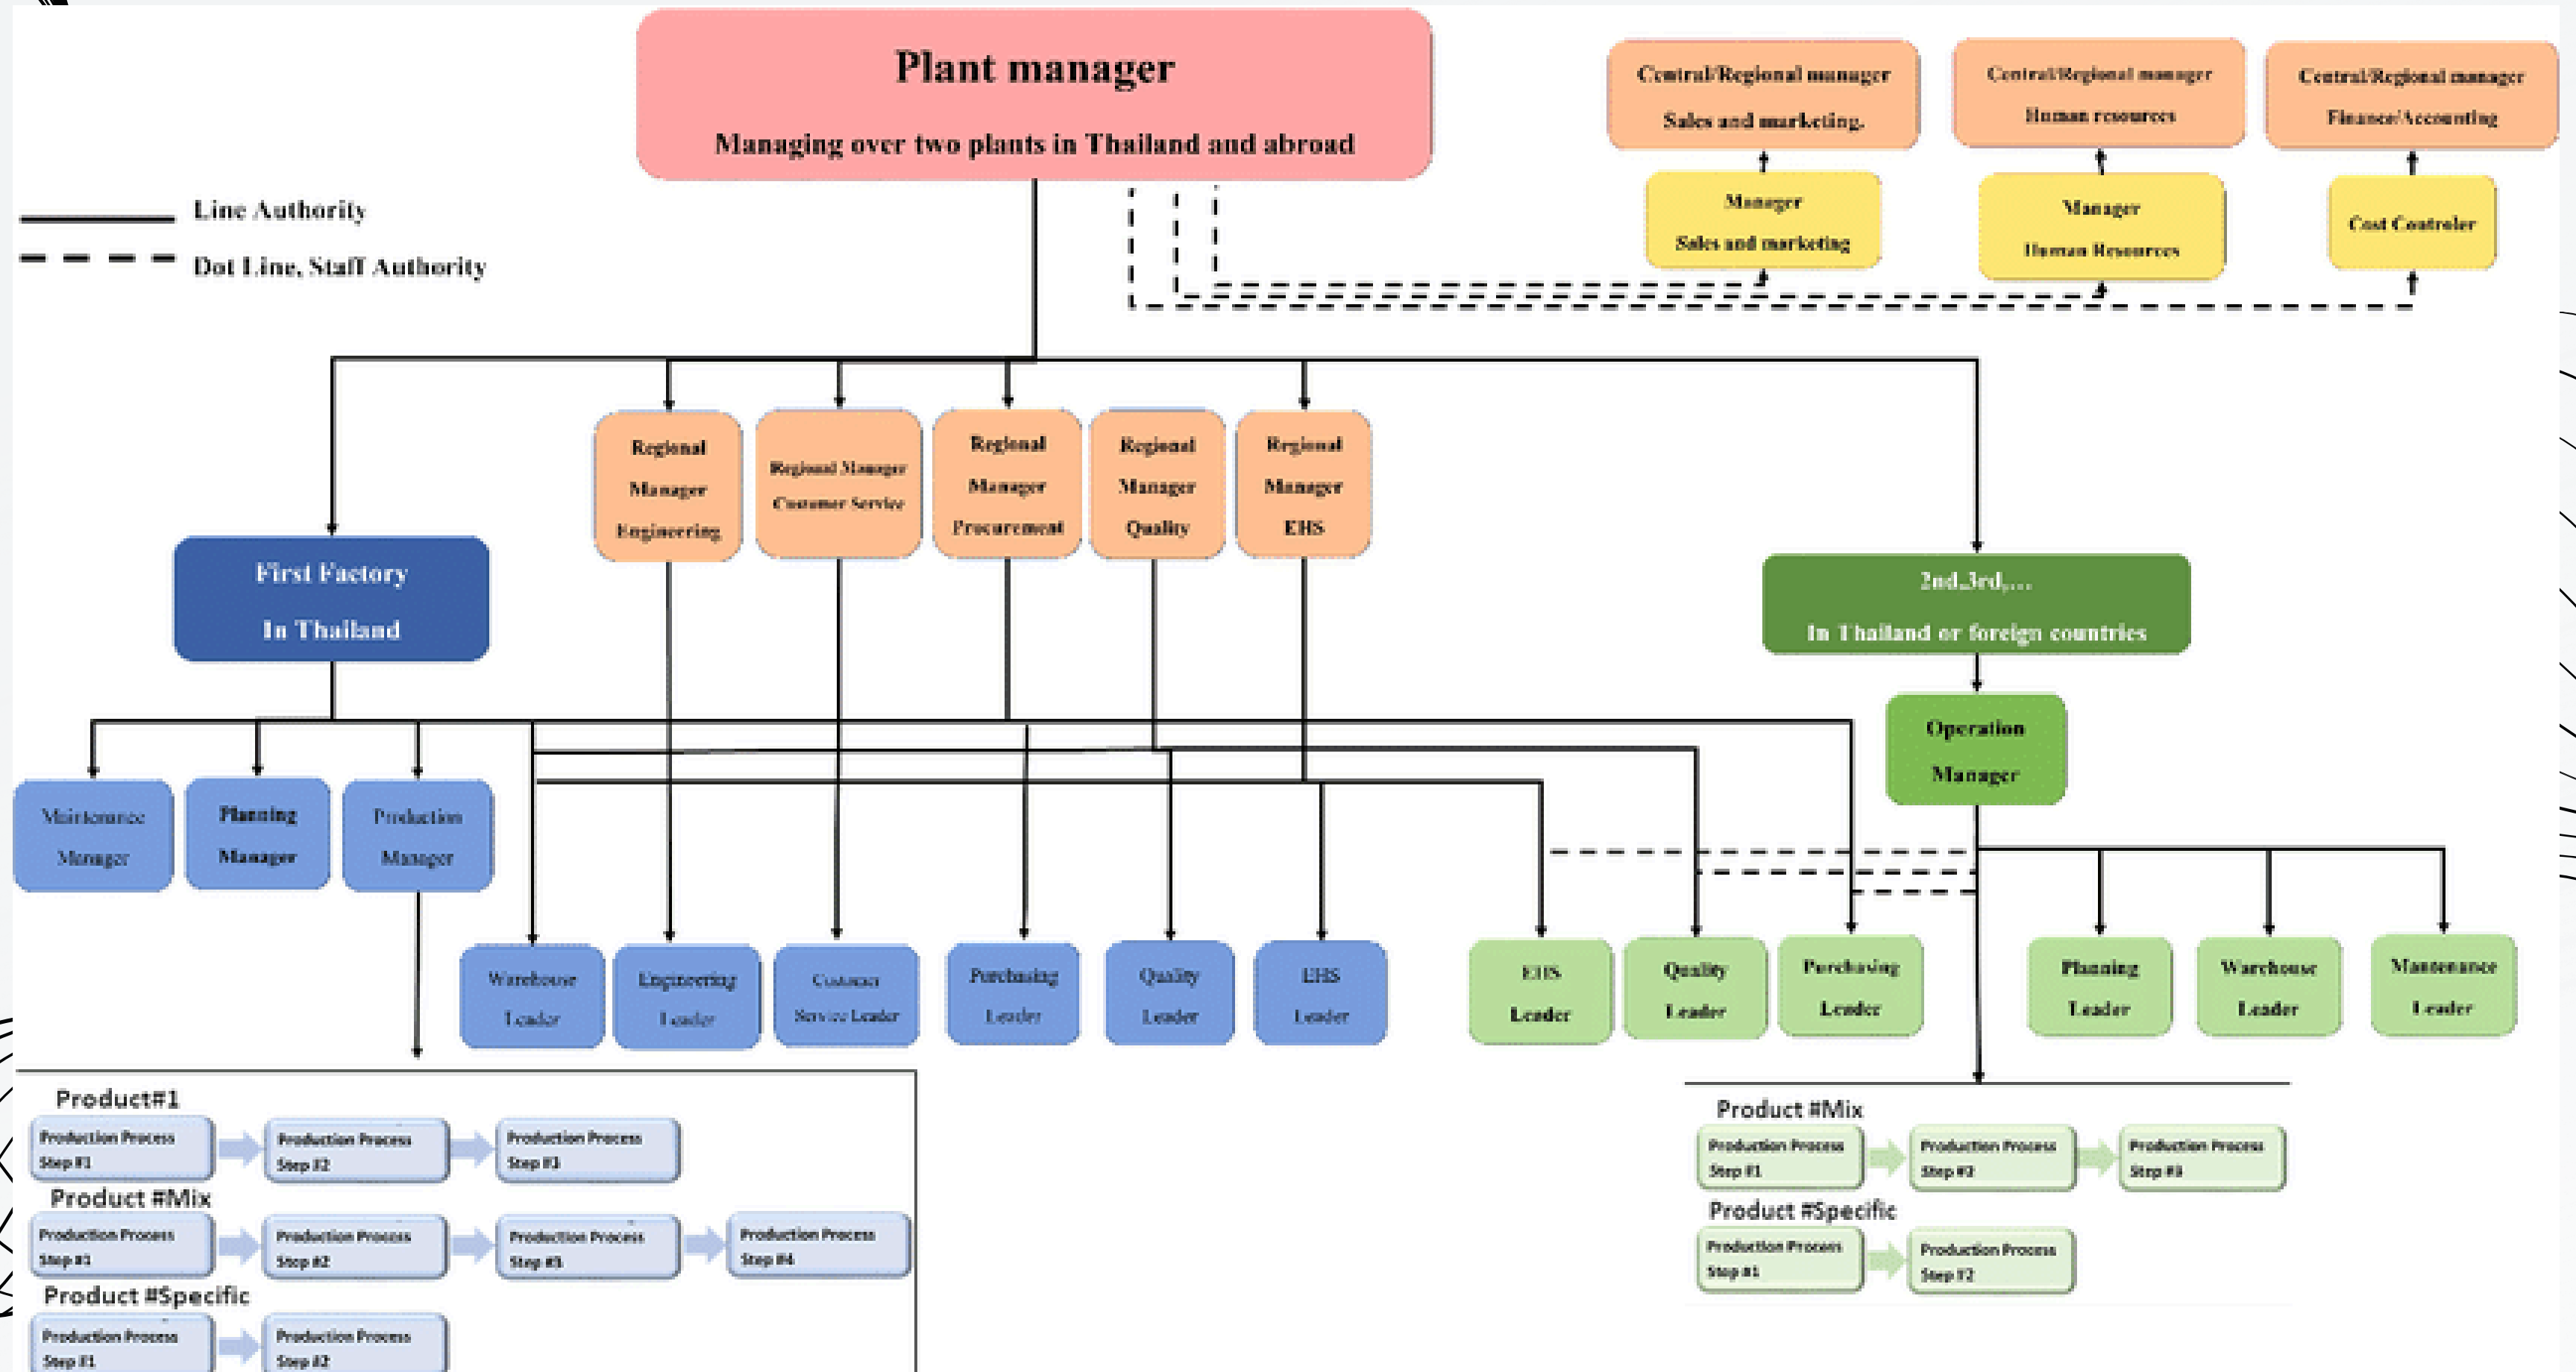 Plant manager
Managing over two plants in Thailand and abroad
Central/Regional manager
Sales and marketing.
Central/Regional manager
Human resources
Central/Regional manager
Finance/Accounting
Manager
Sales and marketing
Manager
Human Resources
Cost Controler
Line Authority
Dot Line, Staff Authority
Regional
Manager
Engineering
Regional Manager
Customer Service
Regional
Manager
Procurement
Regional
Manager
Quality
Regional
Manager
EHS
First Factory
In Thailand
2nd,3rd,...
In Thailand or foreign countries
Operation
Manager
Maintenance
Manager
Planning
Manager
Production
Manager
Warehouse
Leader
Engineering
Leader
Customer
Service Leader
Purchasing
Leader
Quality
Leader
EHS
Leader
EHS
Leader
Quality
Leader
Purchasing
Leader
Planning
Leader
Warehouse
Leader
Mantenance
Leader
Product#1
Production Process
Step #1
Production Process
Step #2
Production Process
Step #3
Product #Mix
Production Process
Step #1
Production Process
Step #2
Production Process
Step #3
Production Process
Step #4
Product #Specific
Production Process
Step #1
Production Process
Step #2
Product #Mix
Production Process
Step #1
Production Process
Step #2
Production Process
Step #3
Product #Specific
Production Process
Step #1
Production Process
Step #2